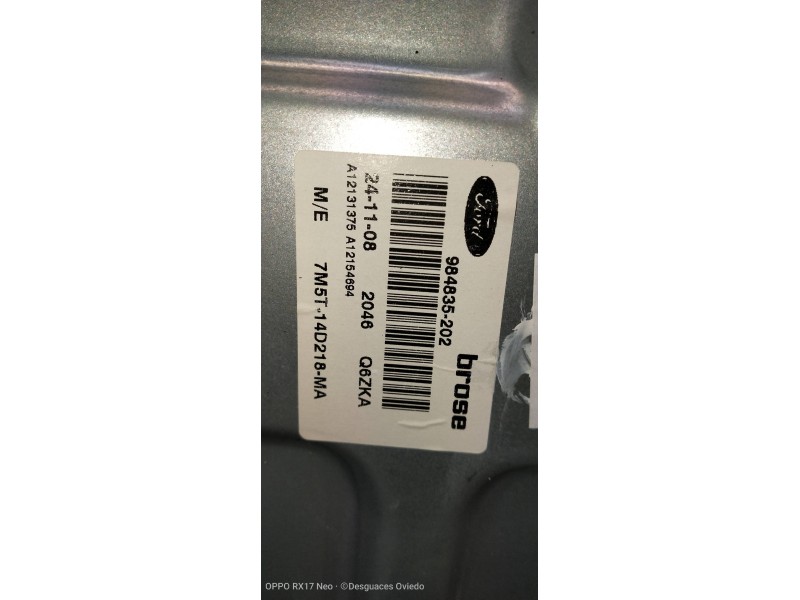 Ford
984835-202
brose
24-11-08 2046 Q6ZKA
A12131375 A12154694
M/E 7M5T-14D218-MA
OPPO RX17 Neo · ©Desguaces Oviedo